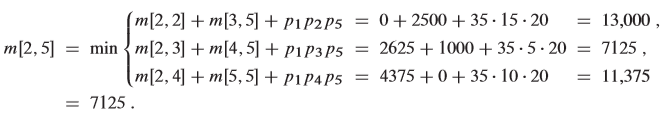 m[2,2] + m[3,5] + p₁p₂p₅ = 0 + 2500 + 35 · 15 · 20 = 13,000 ,
m[2,5] = min { m[2,3] + m[4,5] + p₁p₃p₅ = 2625 + 1000 + 35 · 5 · 20 = 7125 ,
m[2,4] + m[5,5] + p₁p₄p₅ = 4375 + 0 + 35 · 10 · 20 = 11,375
= 7125 .